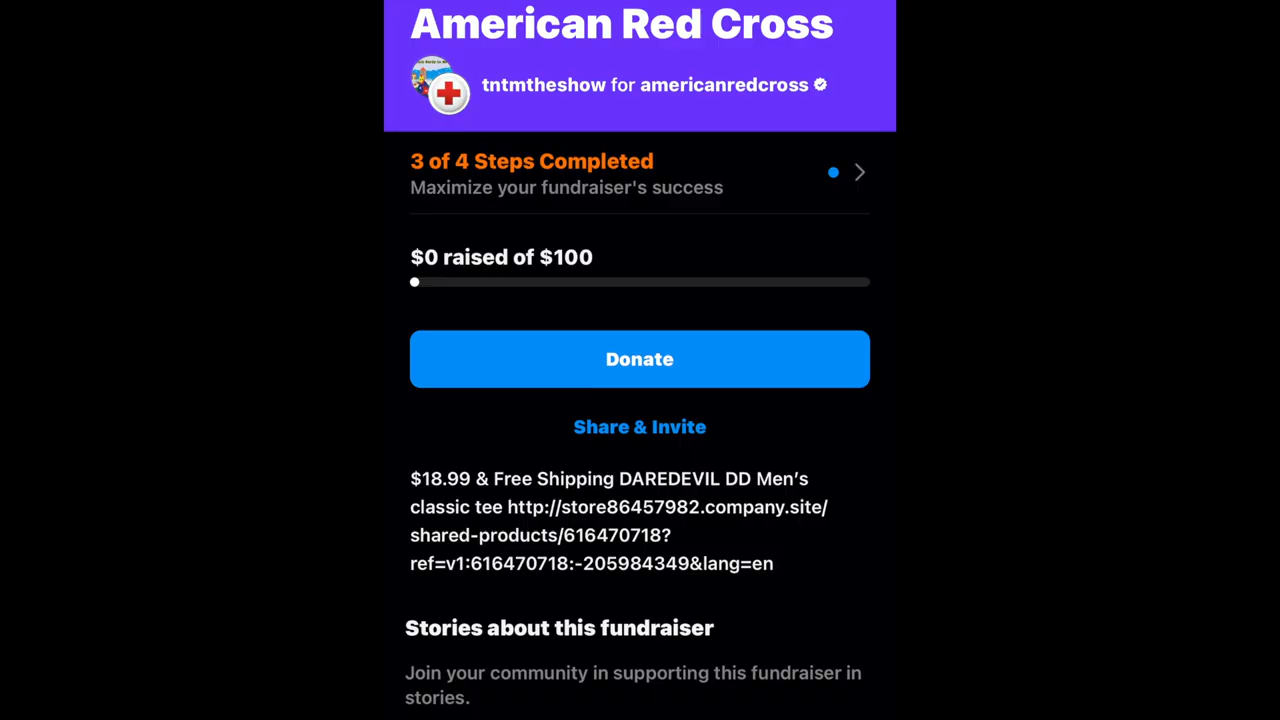 American Red Cross
tntmtheshow for americanredcross
3 of 4 Steps Completed
Maximize your fundraiser's success
$0 raised of $100
Donate
Share & Invite
$18.99 & Free Shipping DAREDEVIL DD Men’s
classic tee http://store86457982.company.site/
shared-products/616470718?
ref=v1:616470718:-205984349&lang=en
Stories about this fundraiser
Join your community in supporting this fundraiser in
stories.